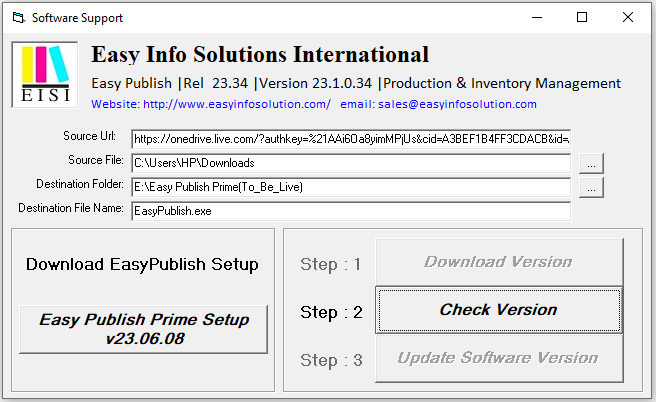 Software Support
EISI
Easy Info Solutions International
Easy Publish |Rel 23.34 |Version 23.1.0.34 |Production & Inventory Management
Website: http://www.easyinfosolution.com/ email: sales@easyinfosolution.com
Source Url: https://onedrive.live.com/?authkey=%21AAi6Oa8yimMPjUs&cid=A3BEF1B4FF3CDACB&id=
Source File: C:\Users\HP\Downloads ...
Destination Folder: E:\Easy Publish Prime(To_Be_Live) ...
Destination File Name: EasyPublish.exe
Download EasyPublish Setup
Easy Publish Prime Setup
v23.06.08
Step : 1 Download Version
Step : 2 Check Version
Step : 3 Update Software Version